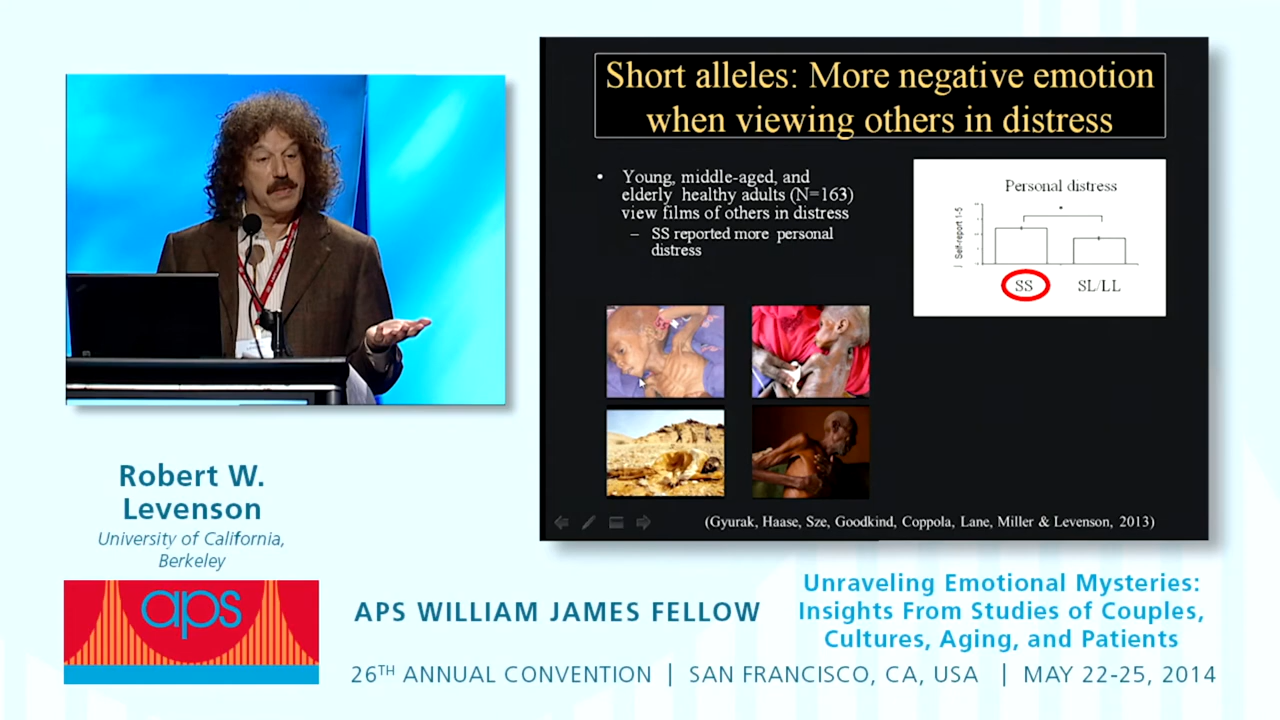 Short alleles: More negative emotion
when viewing others in distress
• Young, middle-aged, and
elderly healthy adults (N=163)
view films of others in distress
– SS reported more personal
distress
Personal distress
*
Self-report 1-5
SS
SL/LL
(Gyurak, Haase, Sze, Goodkind, Coppola, Lane, Miller & Levenson, 2013)
Robert W.
Levenson
University of California,
Berkeley
aps
APS WILLIAM JAMES FELLOW
Unraveling Emotional Mysteries:
Insights From Studies of Couples,
Cultures, Aging, and Patients
26TH ANNUAL CONVENTION | SAN FRANCISCO, CA, USA | MAY 22-25, 2014